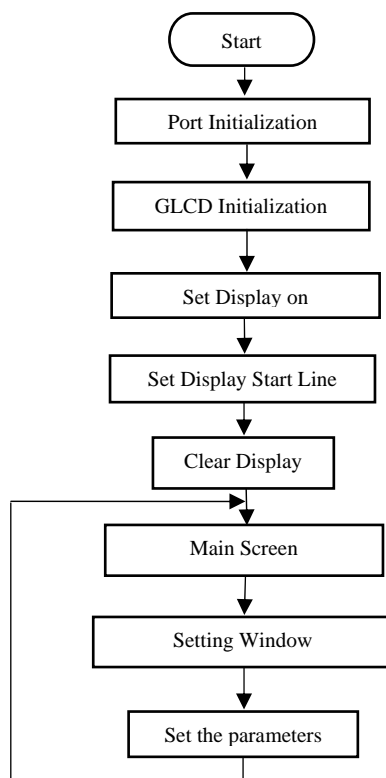 Start
Port Initialization
GLCD Initialization
Set Display on
Set Display Start Line
Clear Display
Main Screen
Setting Window
Set the parameters